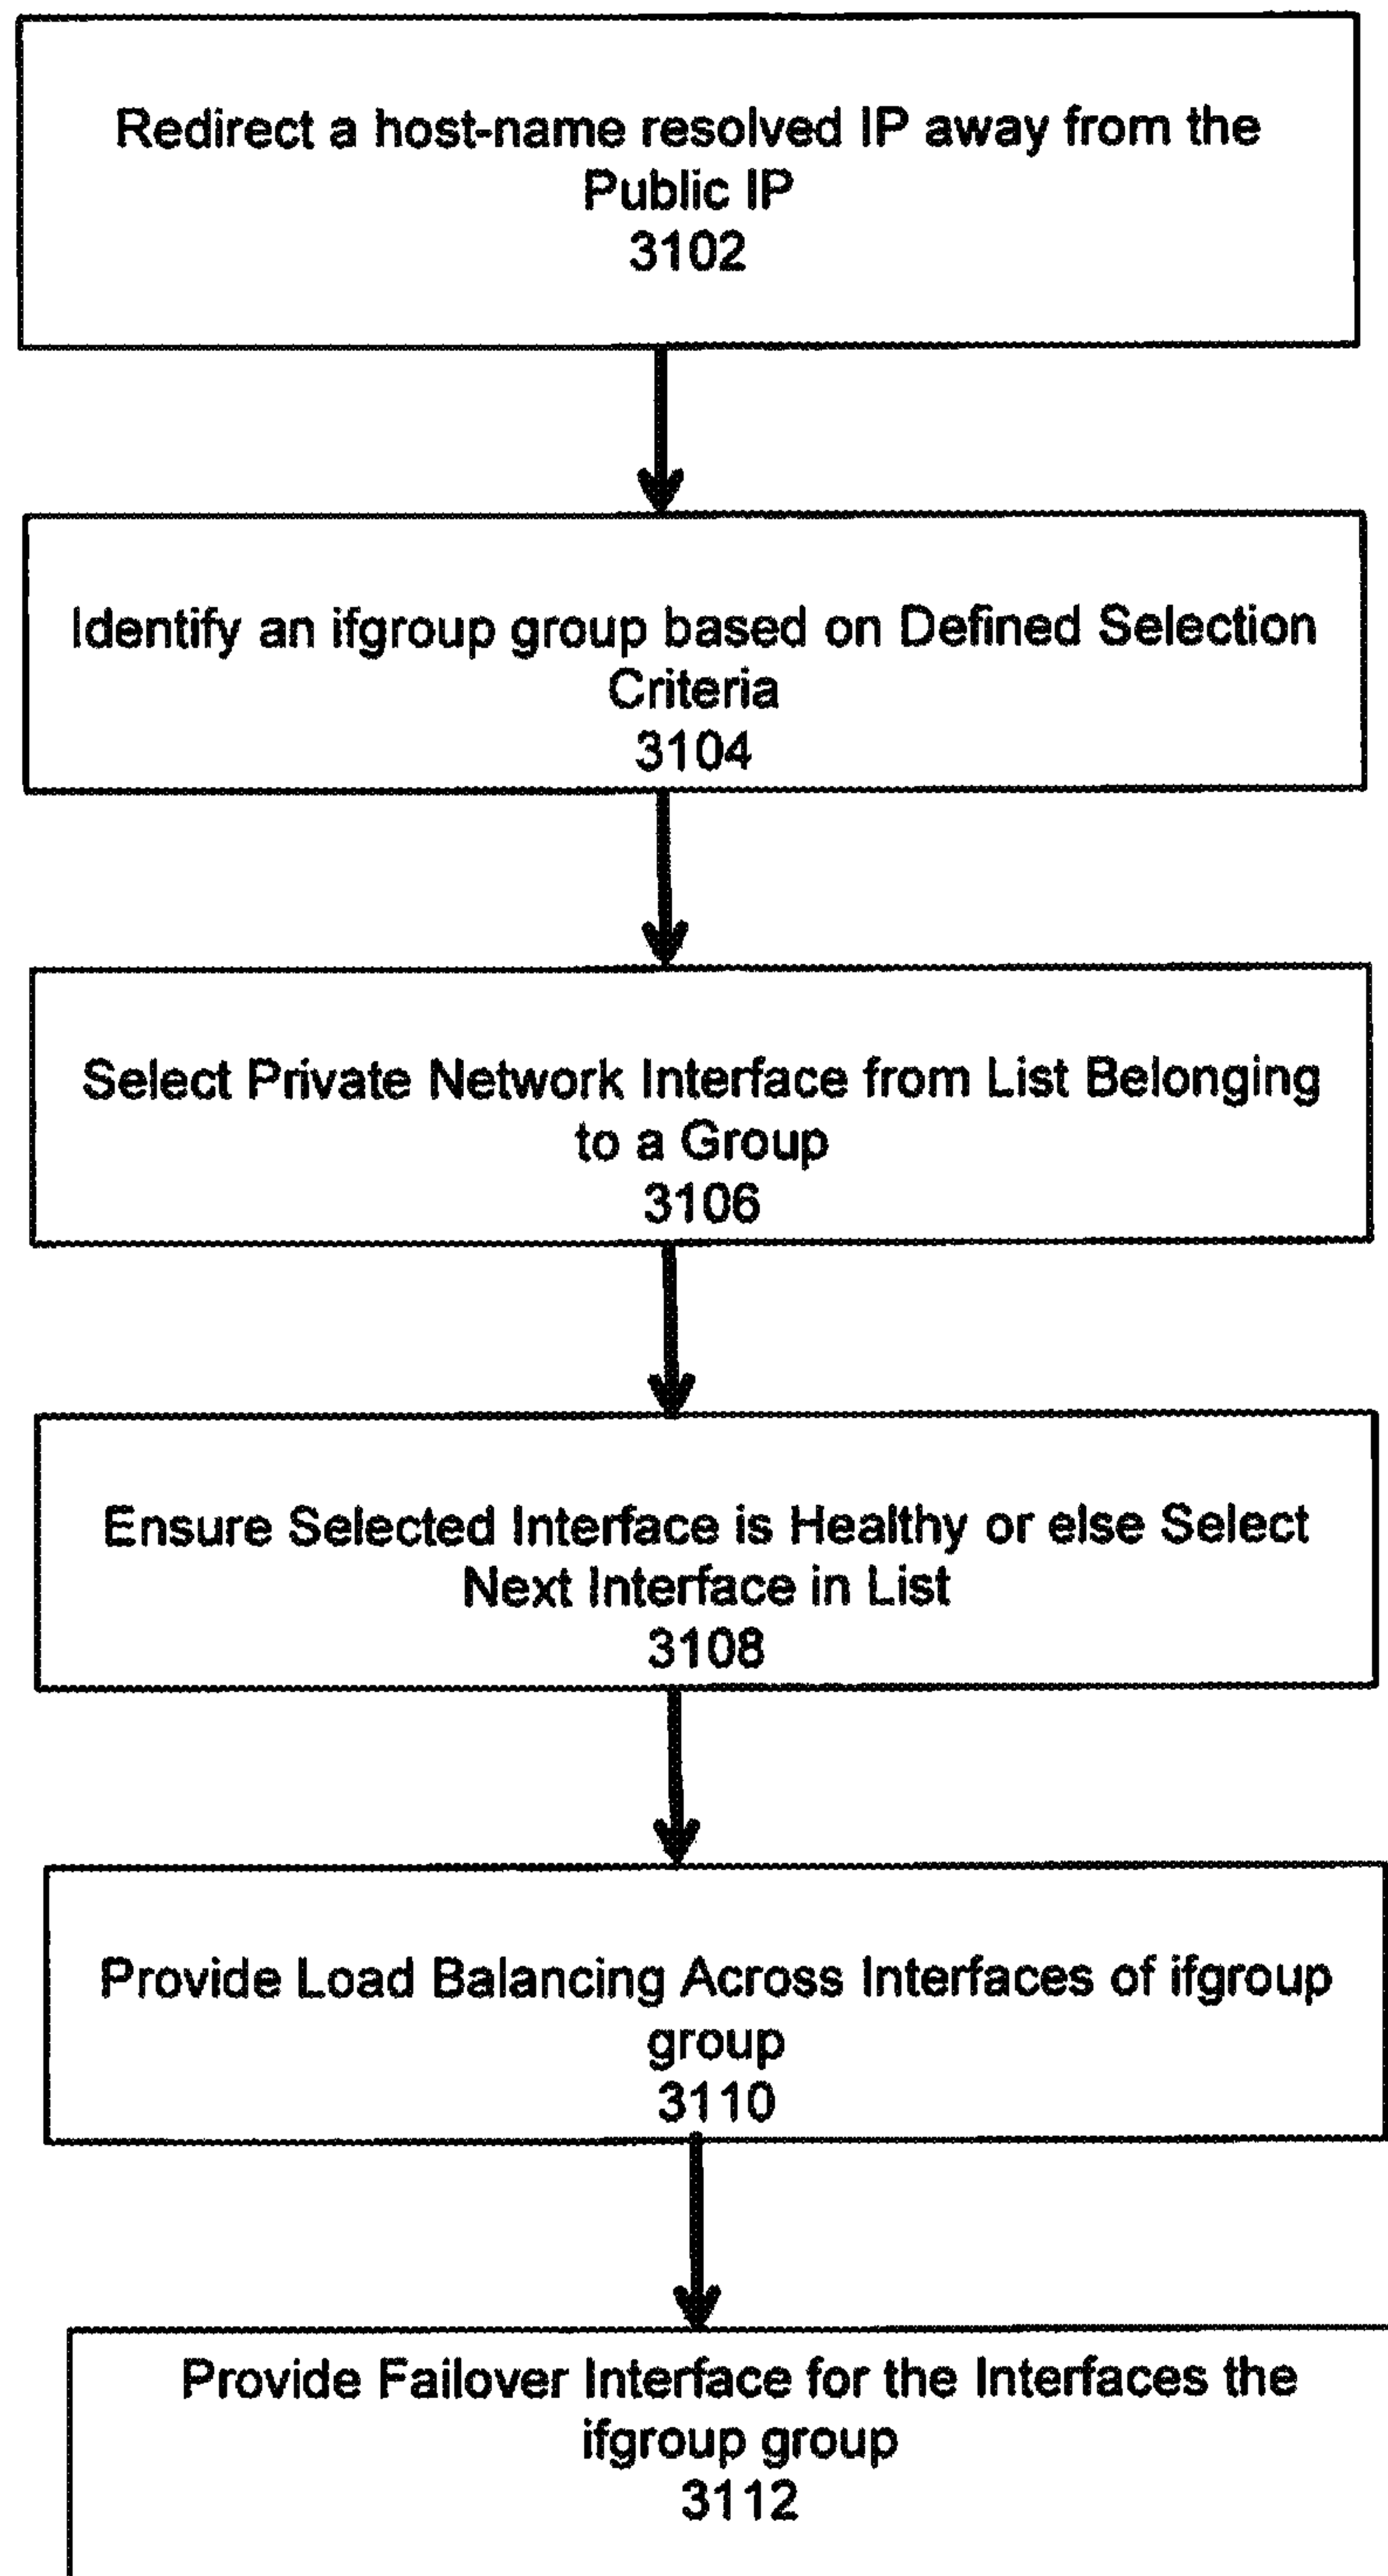 Redirect a host-name resolved IP away from the
Public IP
3102
Identify an ifgroup group based on Defined Selection
Criteria
3104
Select Private Network Interface from List Belonging
to a Group
3106
Ensure Selected Interface is Healthy or else Select
Next Interface in List
3108
Provide Load Balancing Across Interfaces of ifgroup
group
3110
Provide Failover Interface for the Interfaces the
ifgroup group
3112